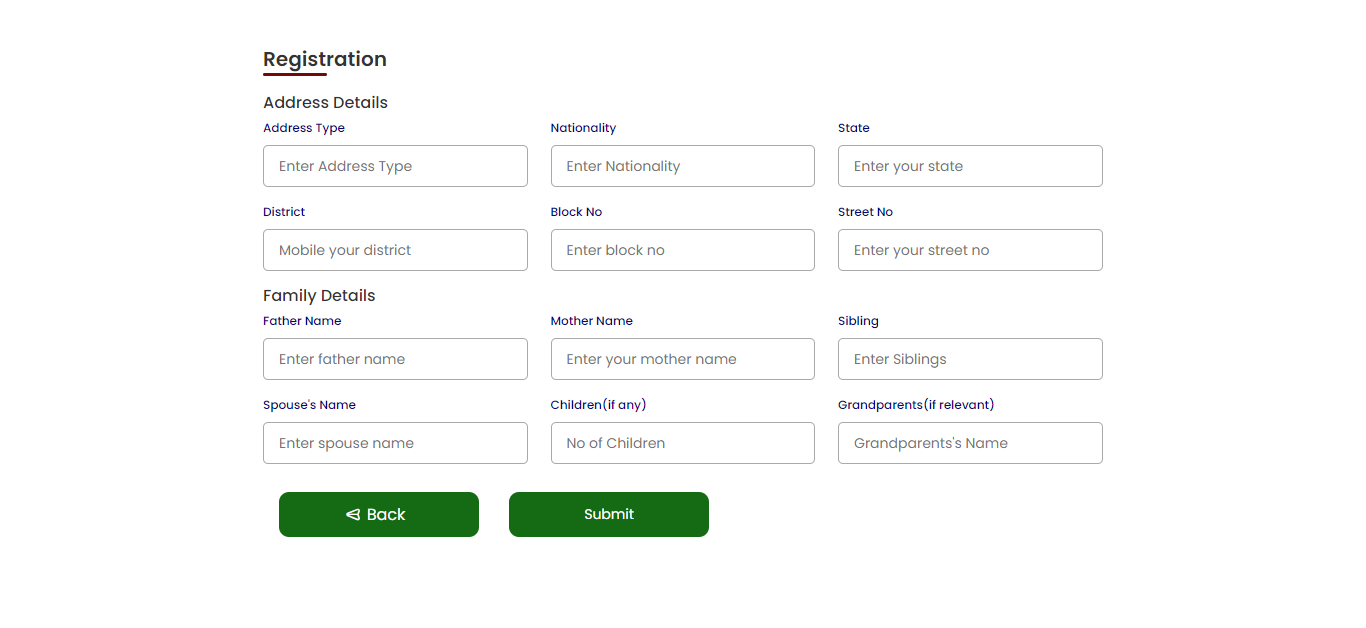 Registration
Address Details
Address Type Nationality State
Enter Address Type Enter Nationality Enter your state
District Block No Street No
Mobile your district Enter block no Enter your street no
Family Details
Father Name Mother Name Sibling
Enter father name Enter your mother name Enter Siblings
Spouse's Name Children(if any) Grandparents(if relevant)
Enter spouse name No of Children Grandparents's Name
Back Submit